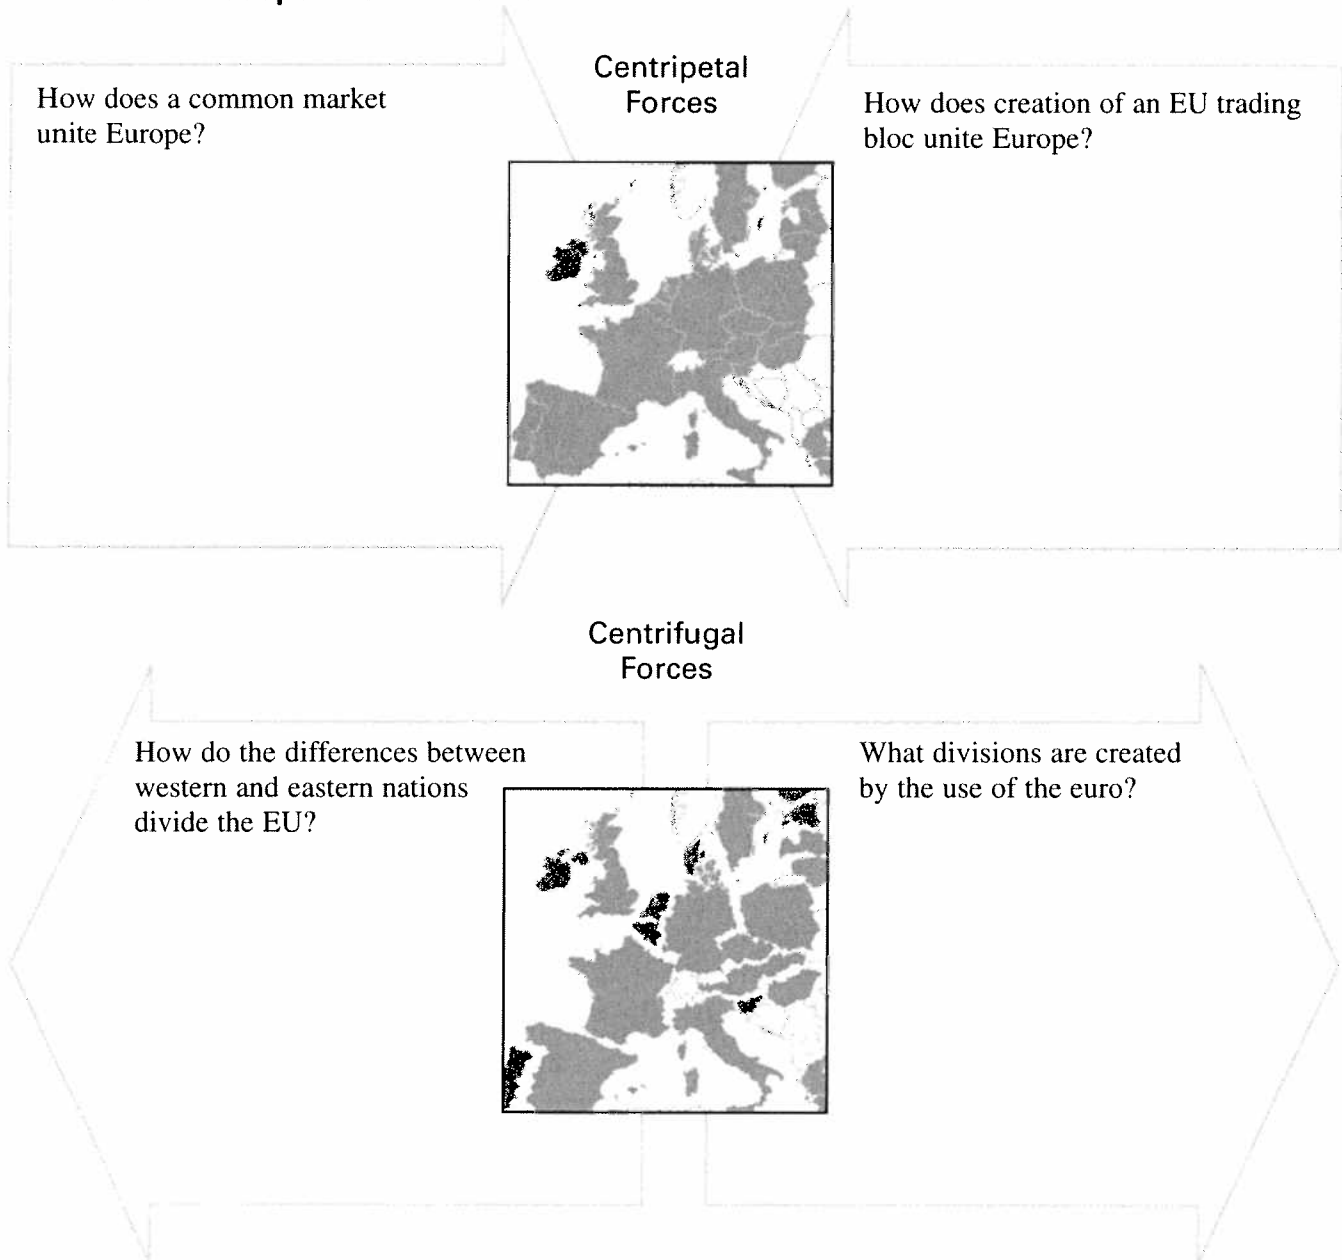 Centripetal
Forces
How does a common market
unite Europe?
How does creation of an EU trading
bloc unite Europe?
Centrifugal
Forces
How do the differences between
western and eastern nations
divide the EU?
What divisions are created
by the use of the euro?